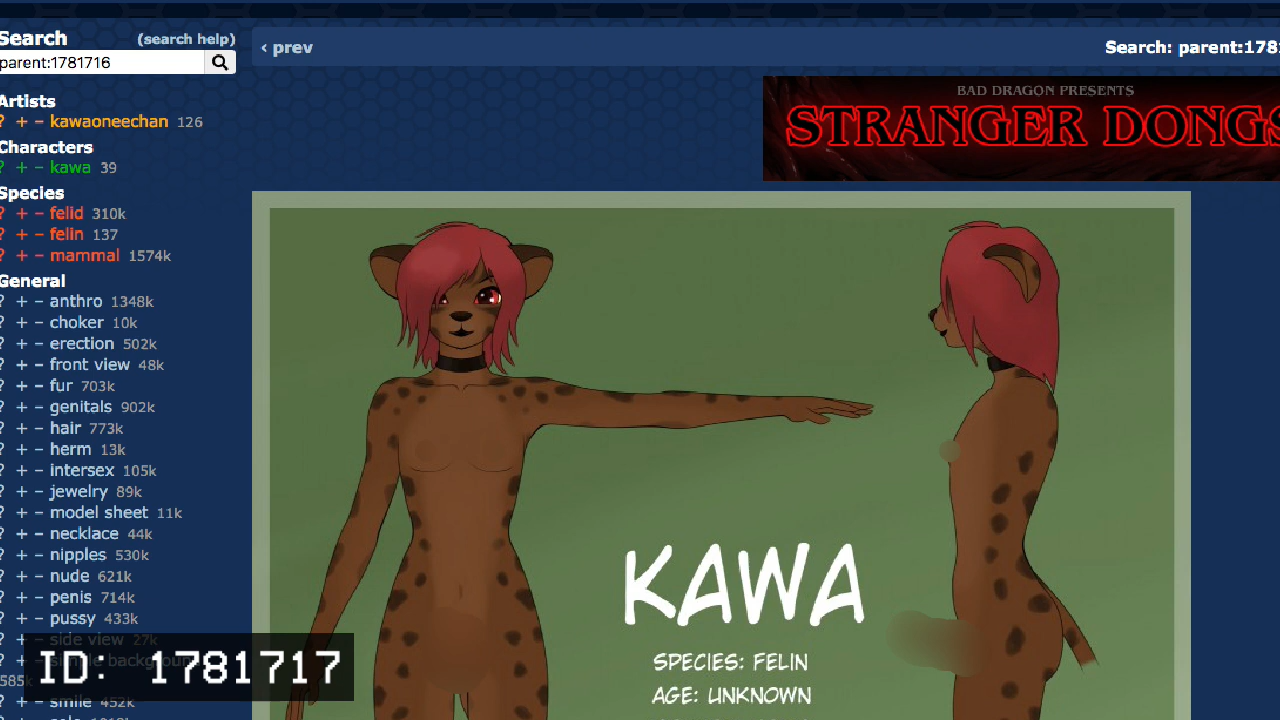 Search (search help)
parent:1781716
‹ prev
Search: parent:1781
BAD DRAGON PRESENTS
STRANGER DONGS
Artists
? + – kawaoneechan 126
Characters
? + – kawa 39
Species
? + – felid 310k
? + – felin 137
? + – mammal 1574k
General
? + – anthro 1348k
? + – choker 10k
? + – erection 502k
? + – front view 48k
? + – fur 703k
? + – genitals 902k
? + – hair 773k
? + – herm 13k
? + – intersex 105k
? + – jewelry 89k
? + – model sheet 11k
? + – necklace 44k
? + – nipples 530k
? + – nude 621k
? + – penis 714k
? + – pussy 433k
? + – side view 27k
? + – simple background
585k
? + – smile 452k
ID: 1781717
KAWA
SPECIES: FELIN
AGE: UNKNOWN